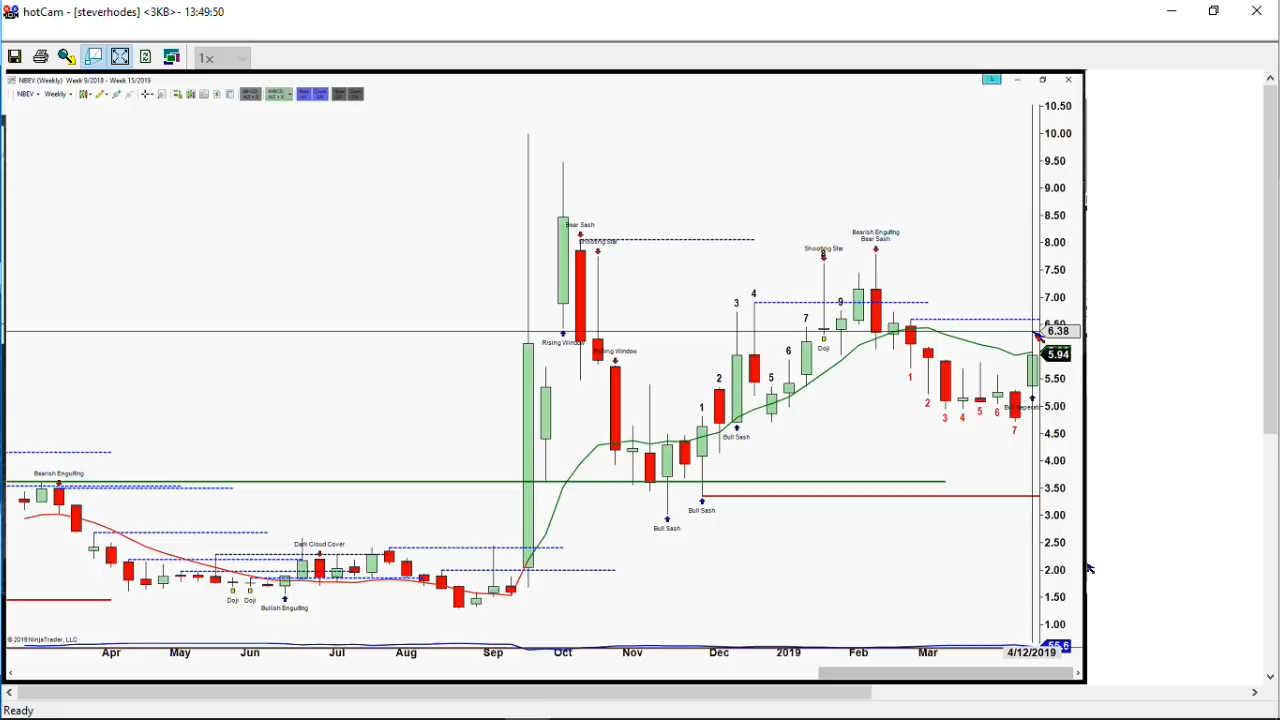 hotCam - [steverhodes] <3KB> - 13:49:50
1x
NBEV (Weekly) Week 9/2018 - Week 15/2019
NBEV Weekly
L
10.50
10.00
9.50
9.00
8.50
8.00
7.50
7.00
6.50
6.38
5.94
5.50
5.00
4.50
4.00
3.50
3.00
2.50
2.00
1.50
1.00
55.6
Bear Sash
Shooting Star
Rising Window
Rising Window
Shooting Star
8
Bearish Engulfing
Bear Sash
3
4
9
7
Doji
6
2
5
1
Bull Sash
1
2
3
4
5
6
7
Bull Sash
Bull Sash
Bearish Engulfing
Dark Cloud Cover
Doji
Doji
Bullish Engulfing
© 2019 NinjaTrader, LLC
Apr
May
Jun
Jul
Aug
Sep
Oct
Nov
Dec
2019
Feb
Mar
4/12/2019
Ready